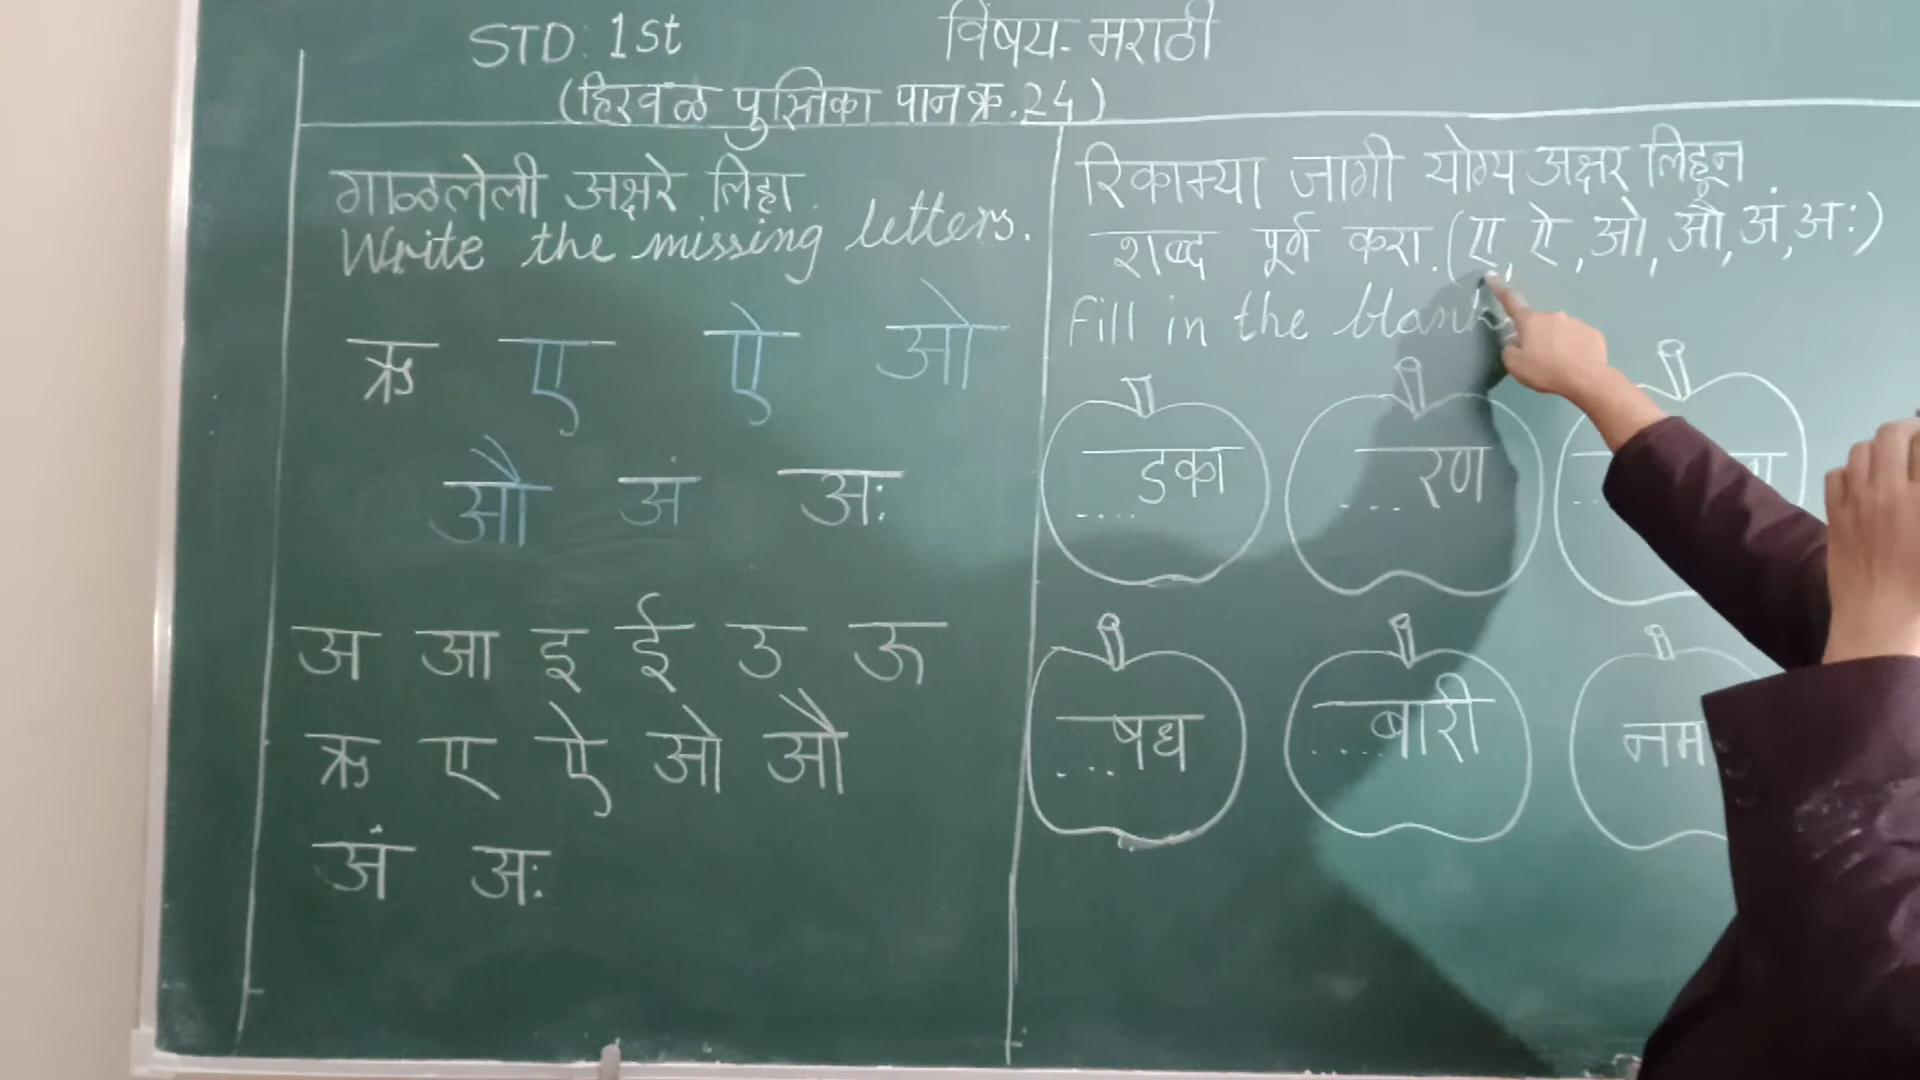 STD: 1st विषय- मराठी
(हिरवळ पुस्तिका पान क्र. 24)
गाळलेली अक्षरे लिहा.
Write the missing letters.
ऋ ए ऐ ओ
औ अं अः
अ आ इ ई उ ऊ
ऋ ए ऐ ओ औ
अं अः
रिकाम्या जागी योग्य अक्षर लिहून
शब्द पूर्ण करा. (ए, ऐ, ओ, औ, अं, अः)
Fill in the
....डका ...रण
...षध ....बारी नम